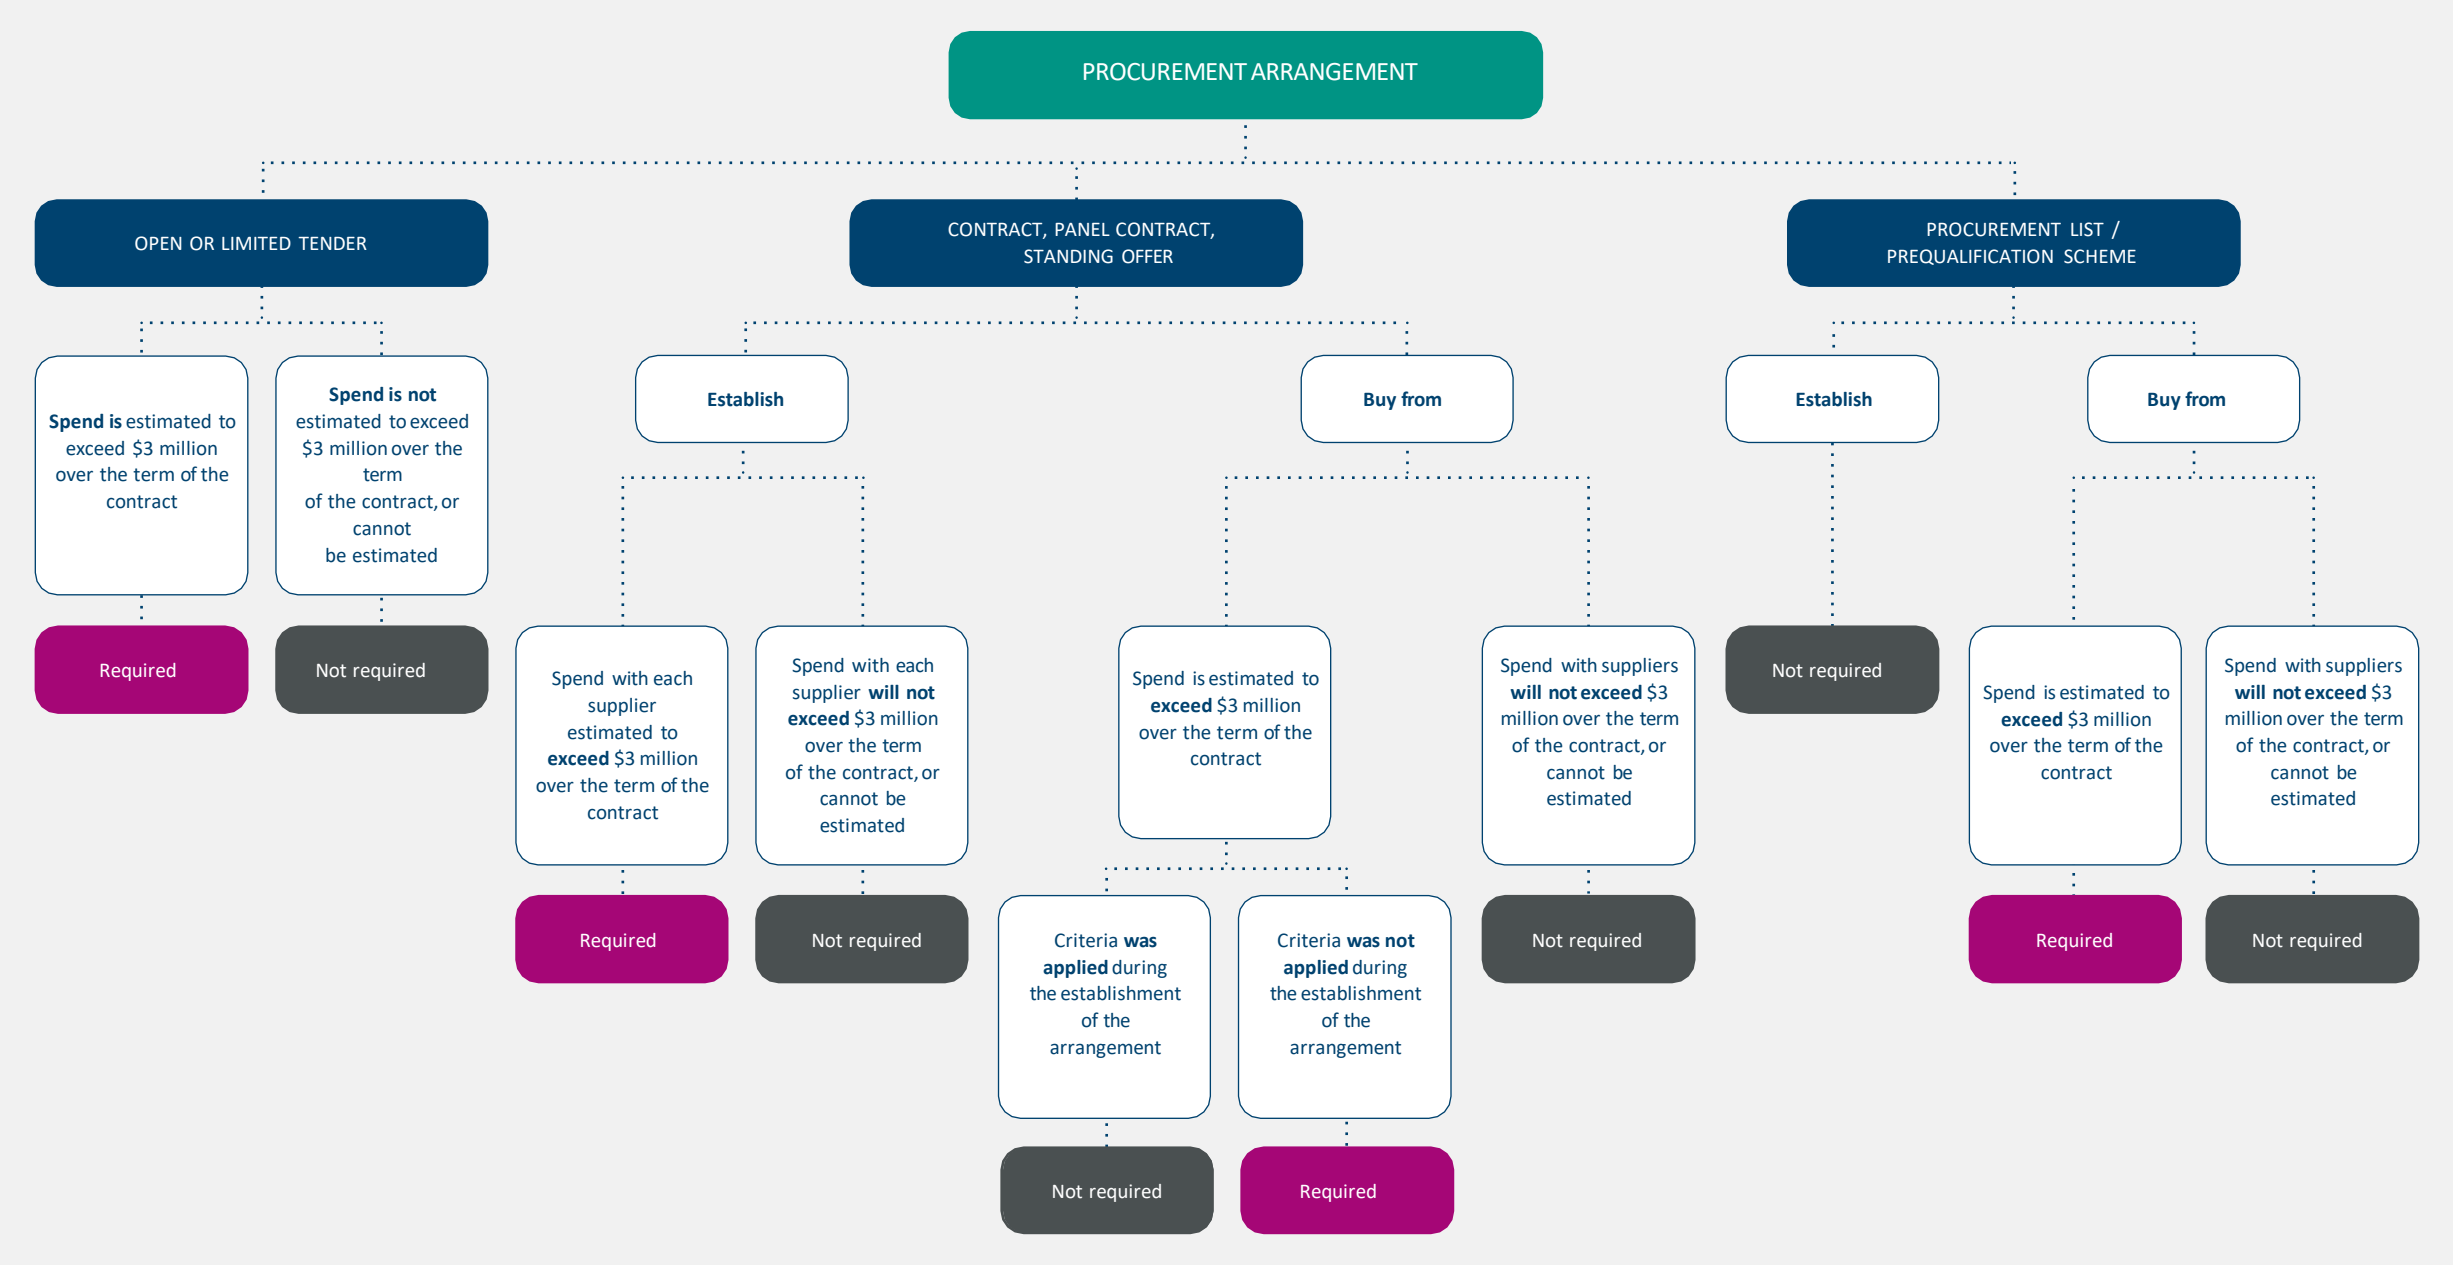 PROCUREMENT ARRANGEMENT
OPEN OR LIMITED TENDER
CONTRACT, PANEL CONTRACT,
STANDING OFFER
PROCUREMENT LIST /
PREQUALIFICATION SCHEME
Spend is estimated to
exceed $3 million
over the term of the
contract
Spend is not
estimated to exceed
$3 million over the
term
of the contract, or
cannot
be estimated
Establish
Buy from
Establish
Buy from
Required
Not required
Spend with each
supplier
estimated to
exceed $3 million
over the term of the
contract
Spend with each
supplier will not
exceed $3 million
over the term
of the contract, or
cannot be
estimated
Spend is estimated to
exceed $3 million
over the term of the
contract
Spend with suppliers
will not exceed $3
million over the term
of the contract, or
cannot be
estimated
Not required
Spend is estimated to
exceed $3 million
over the term of the
contract
Spend with suppliers
will not exceed $3
million over the term
of the contract, or
cannot be
estimated
Required
Not required
Criteria was
applied during
the establishment
of the
arrangement
Criteria was not
applied during
the establishment
of the
arrangement
Not required
Required
Not required
Not required
Required